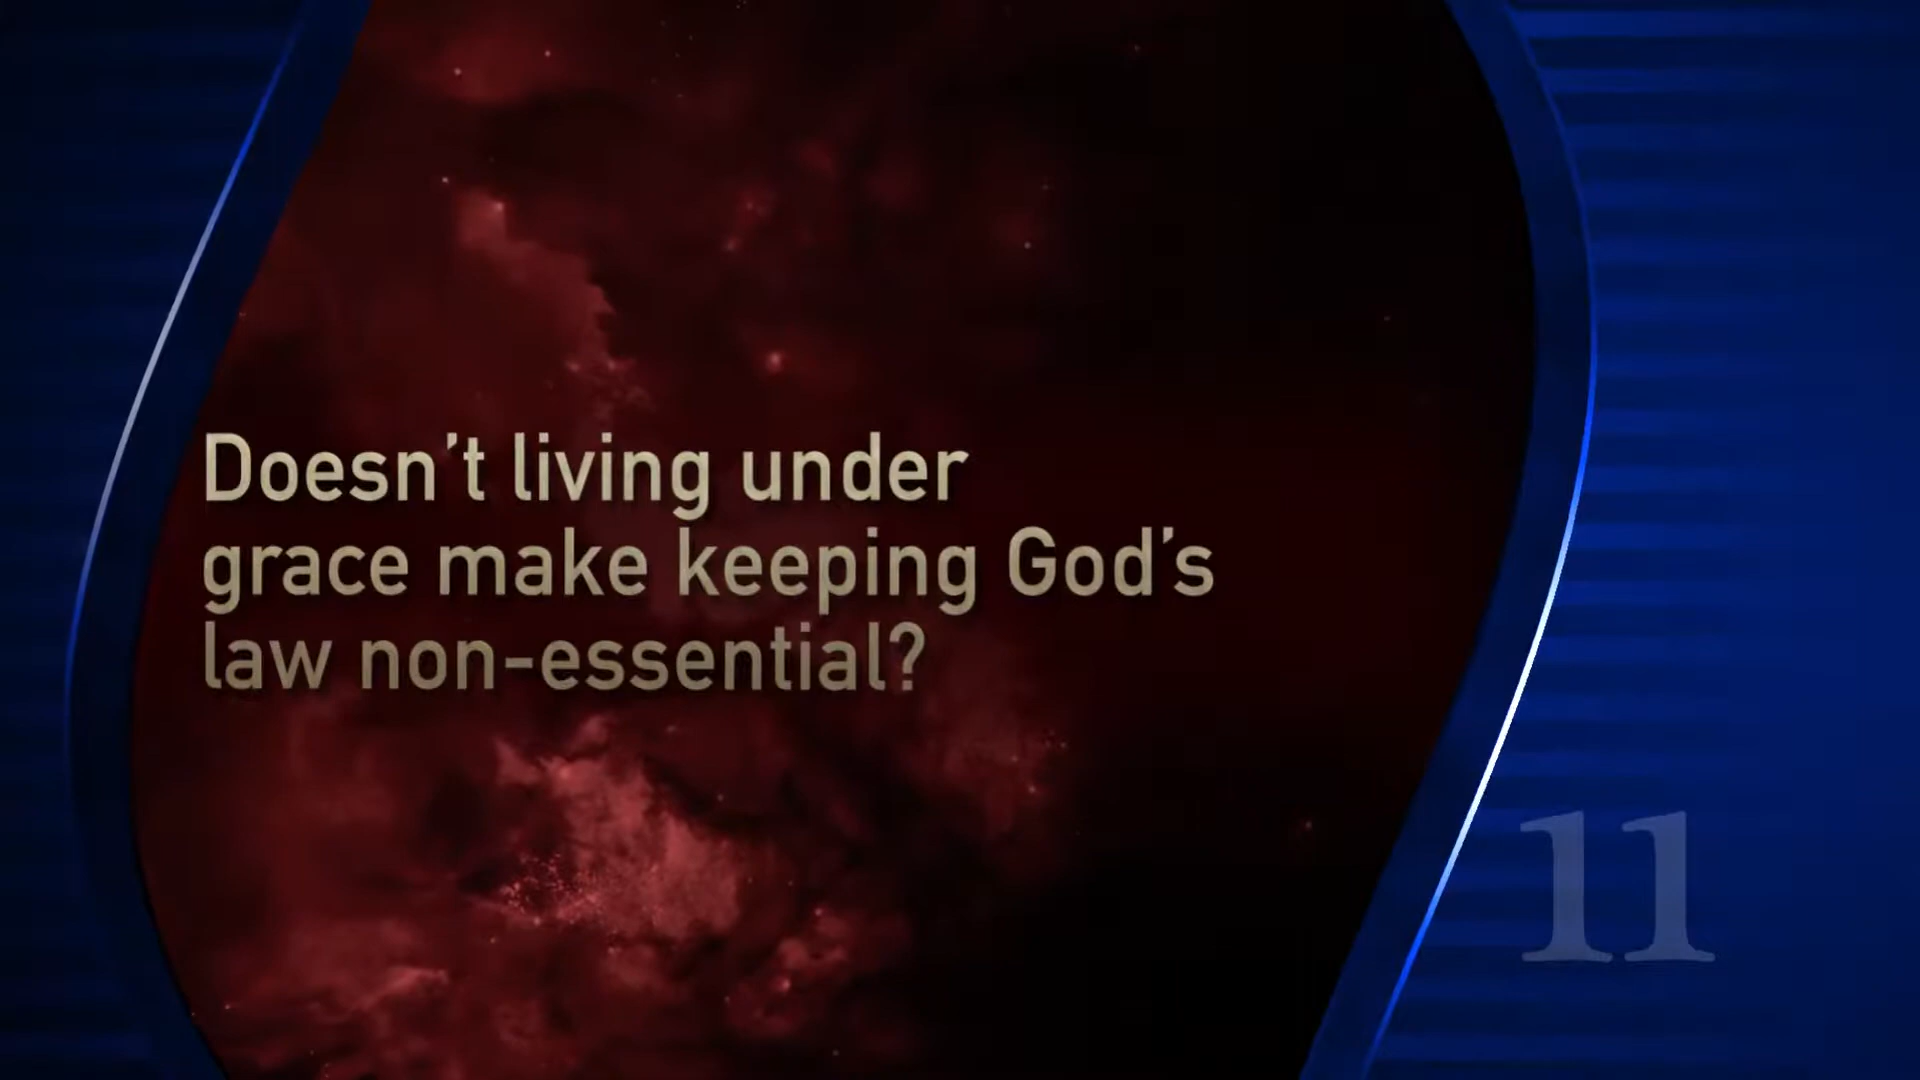 Doesn't living under
grace make keeping God's
law non-essential?
11